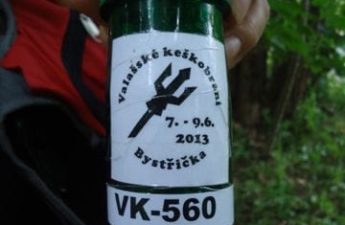 Valašské keškobraní
7. - 9.6.
2013
Bystřička
VK-560